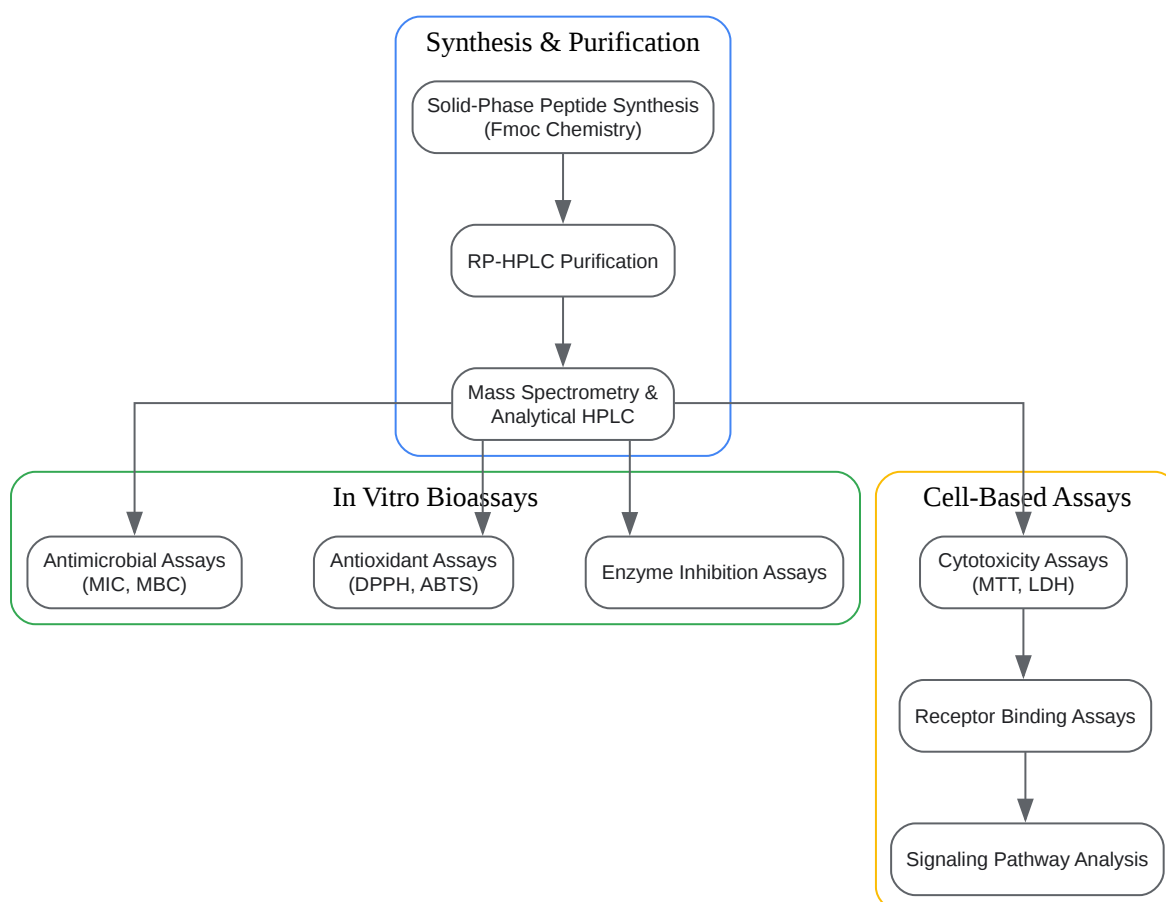 Synthesis & Purification
Solid-Phase Peptide Synthesis
(Fmoc Chemistry)
RP-HPLC Purification
Mass Spectrometry &
Analytical HPLC
In Vitro Bioassays
Antimicrobial Assays
(MIC, MBC)
Antioxidant Assays
(DPPH, ABTS)
Enzyme Inhibition Assays
Cell-Based Assays
Cytotoxicity Assays
(MTT, LDH)
Receptor Binding Assays
Signaling Pathway Analysis